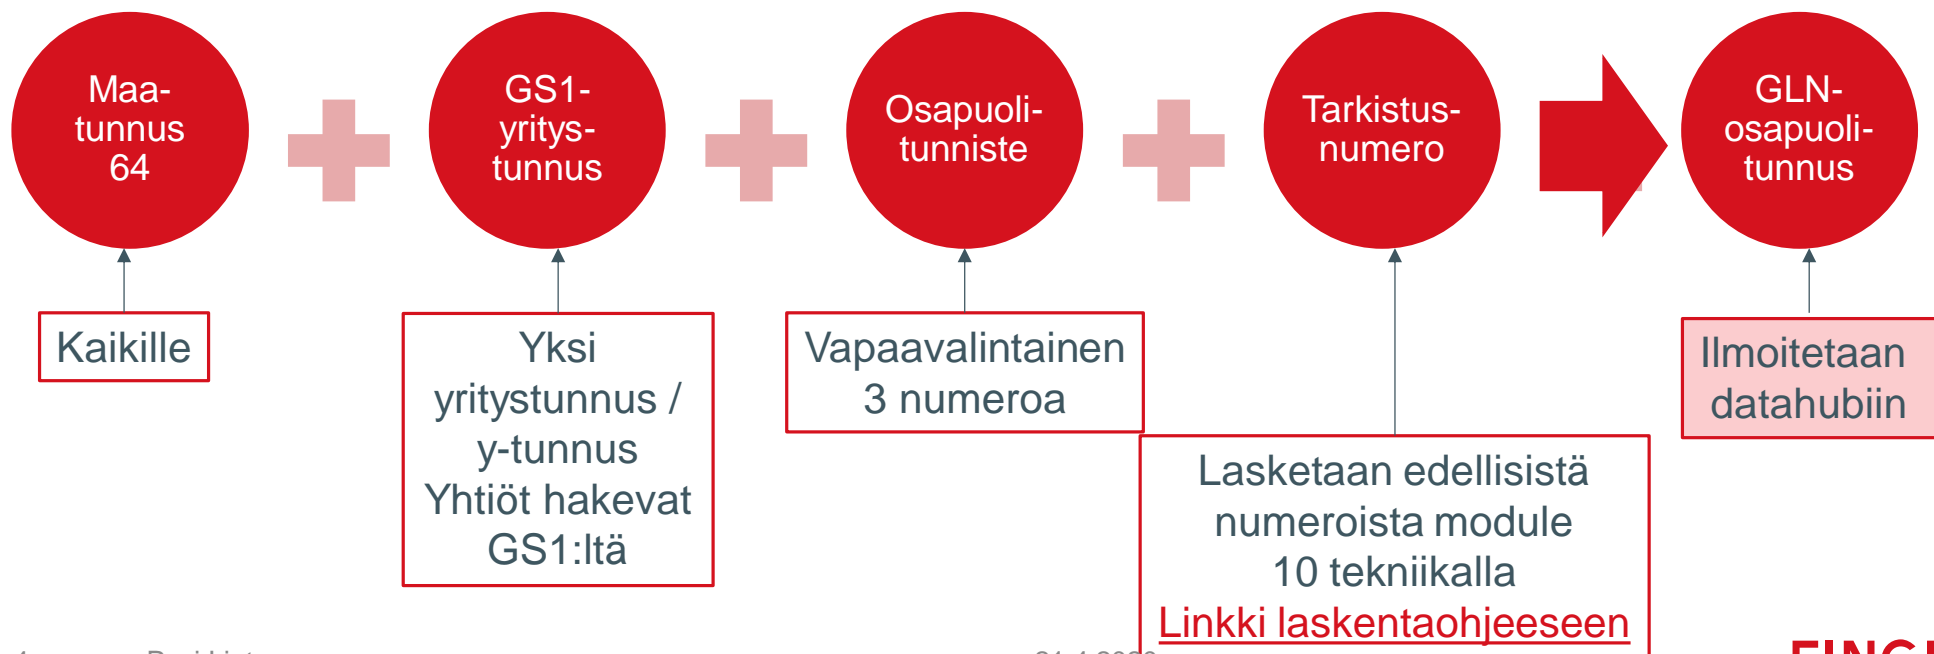 Maa-
tunnus
64
GS1-
yritys-
tunnus
Osapuoli-
tunniste
Tarkistus-
numero
GLN-
osapuoli-
tunnus
Kaikille
Yksi
yritystunnus /
y-tunnus
Yhtiöt hakevat
GS1:ltä
Vapaavalintainen
3 numeroa
Lasketaan edellisistä
numeroista module
10 tekniikalla
Linkki laskentaohjeeseen
Ilmoitetaan
datahubiin